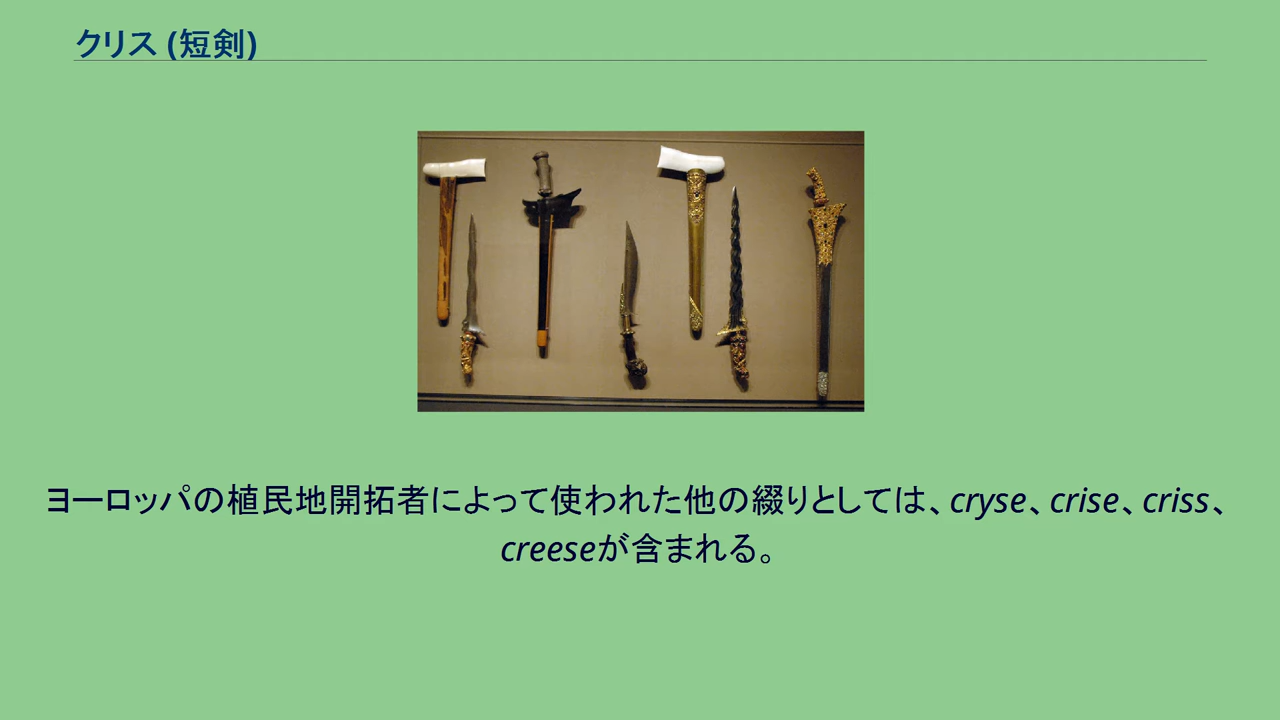 クリス (短剣)
ヨーロッパの植民地開拓者によって使われた他の綴りとしては、cryse、crise、criss、
creeseが含まれる。